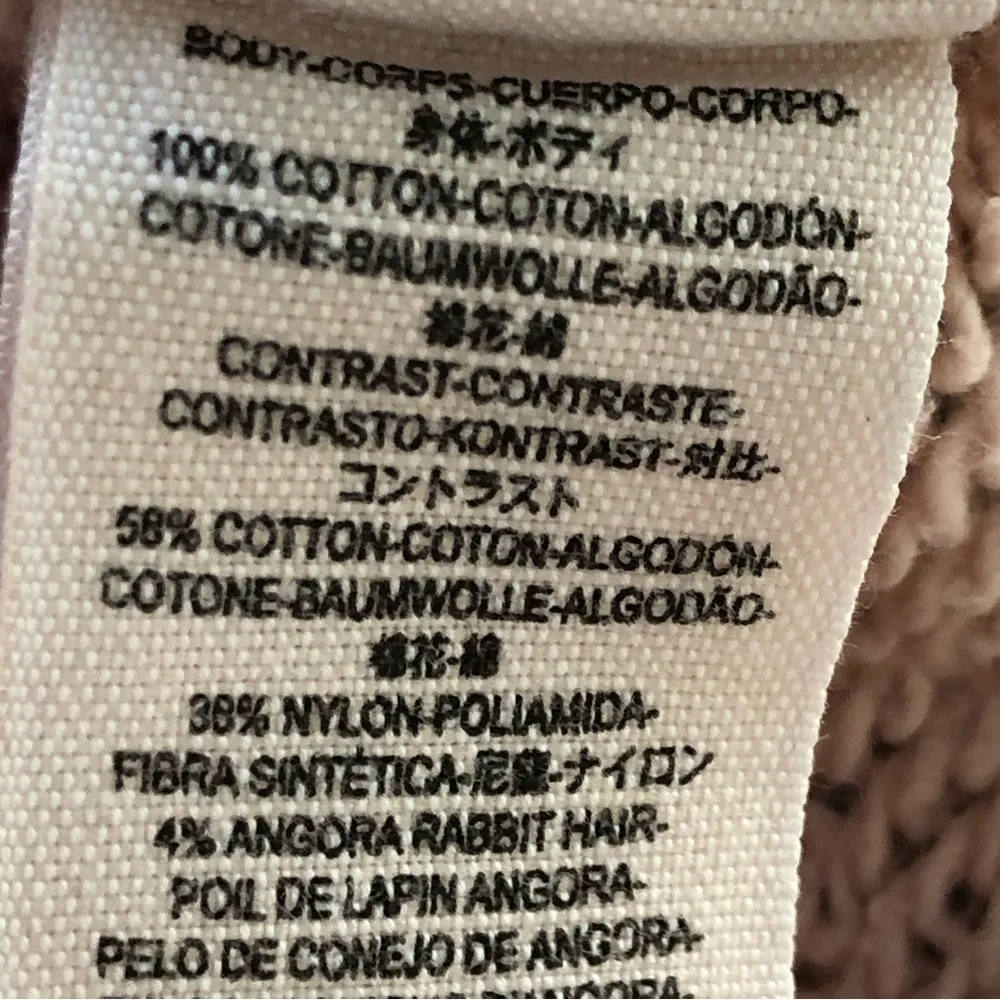 BODY-CORPS-CUERPO-CORPO-
身体-ボディ
100% COTTON-COTON-ALGODÓN-
COTONE-BAUMWOLLE-ALGODÃO-
棉花-綿
CONTRAST-CONTRASTE-
CONTRASTO-KONTRAST-对比-
コントラスト
58% COTTON-COTON-ALGODÓN-
COTONE-BAUMWOLLE-ALGODÃO-
棉花-綿
38% NYLON-POLIAMIDA-
FIBRA SINTÉTICA-尼龍-ナイロン
4% ANGORA RABBIT HAIR-
POIL DE LAPIN ANGORA-
PELO DE CONEJO DE ANGORA-